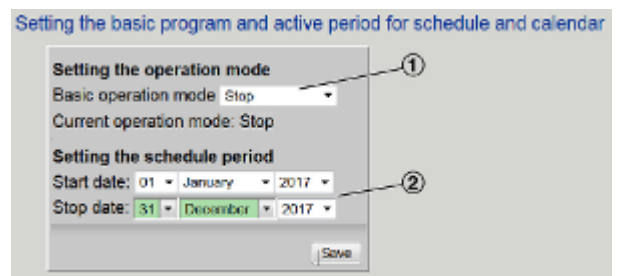 Setting the basic program and active period for schedule and calendar
Setting the operation mode
①
Basic operation mode Stop
Current operation mode: Stop
Setting the schedule period
Start date: 01 January 2017
②
Stop date: 31 December 2017
Save